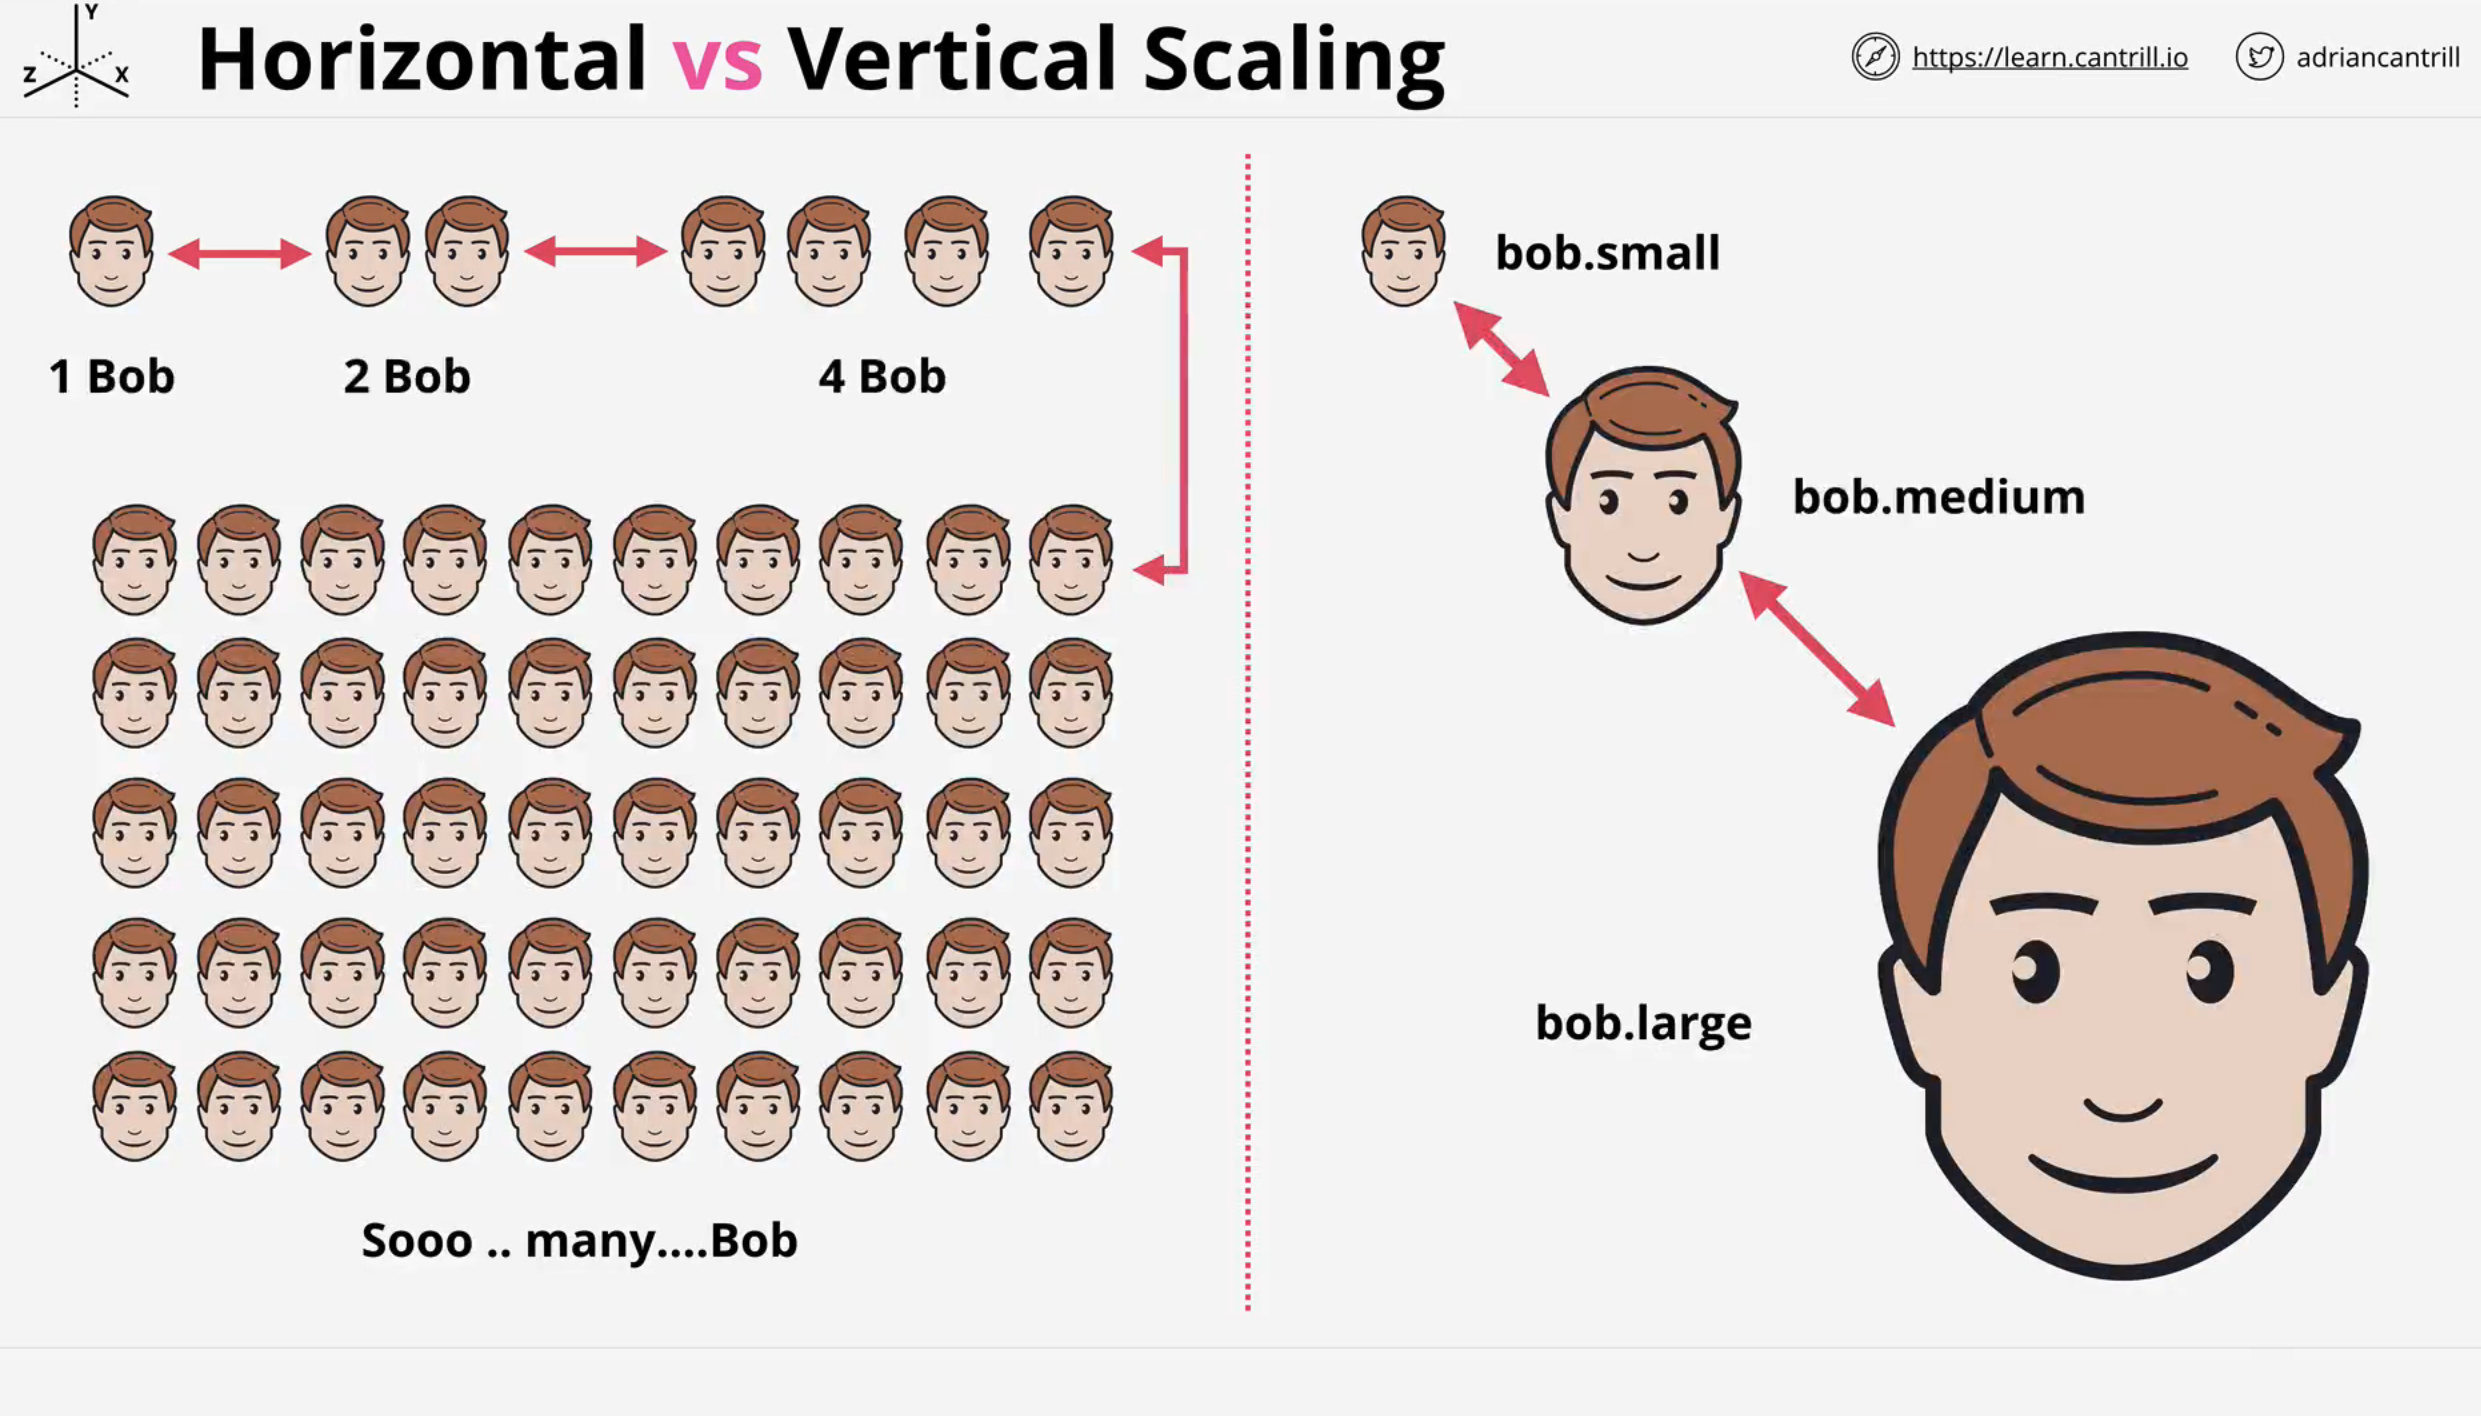 Y
Z
X
Horizontal vs Vertical Scaling
https://learn.cantrill.io
adriancantrill
1 Bob
2 Bob
4 Bob
Sooo .. many....Bob
bob.small
bob.medium
bob.large